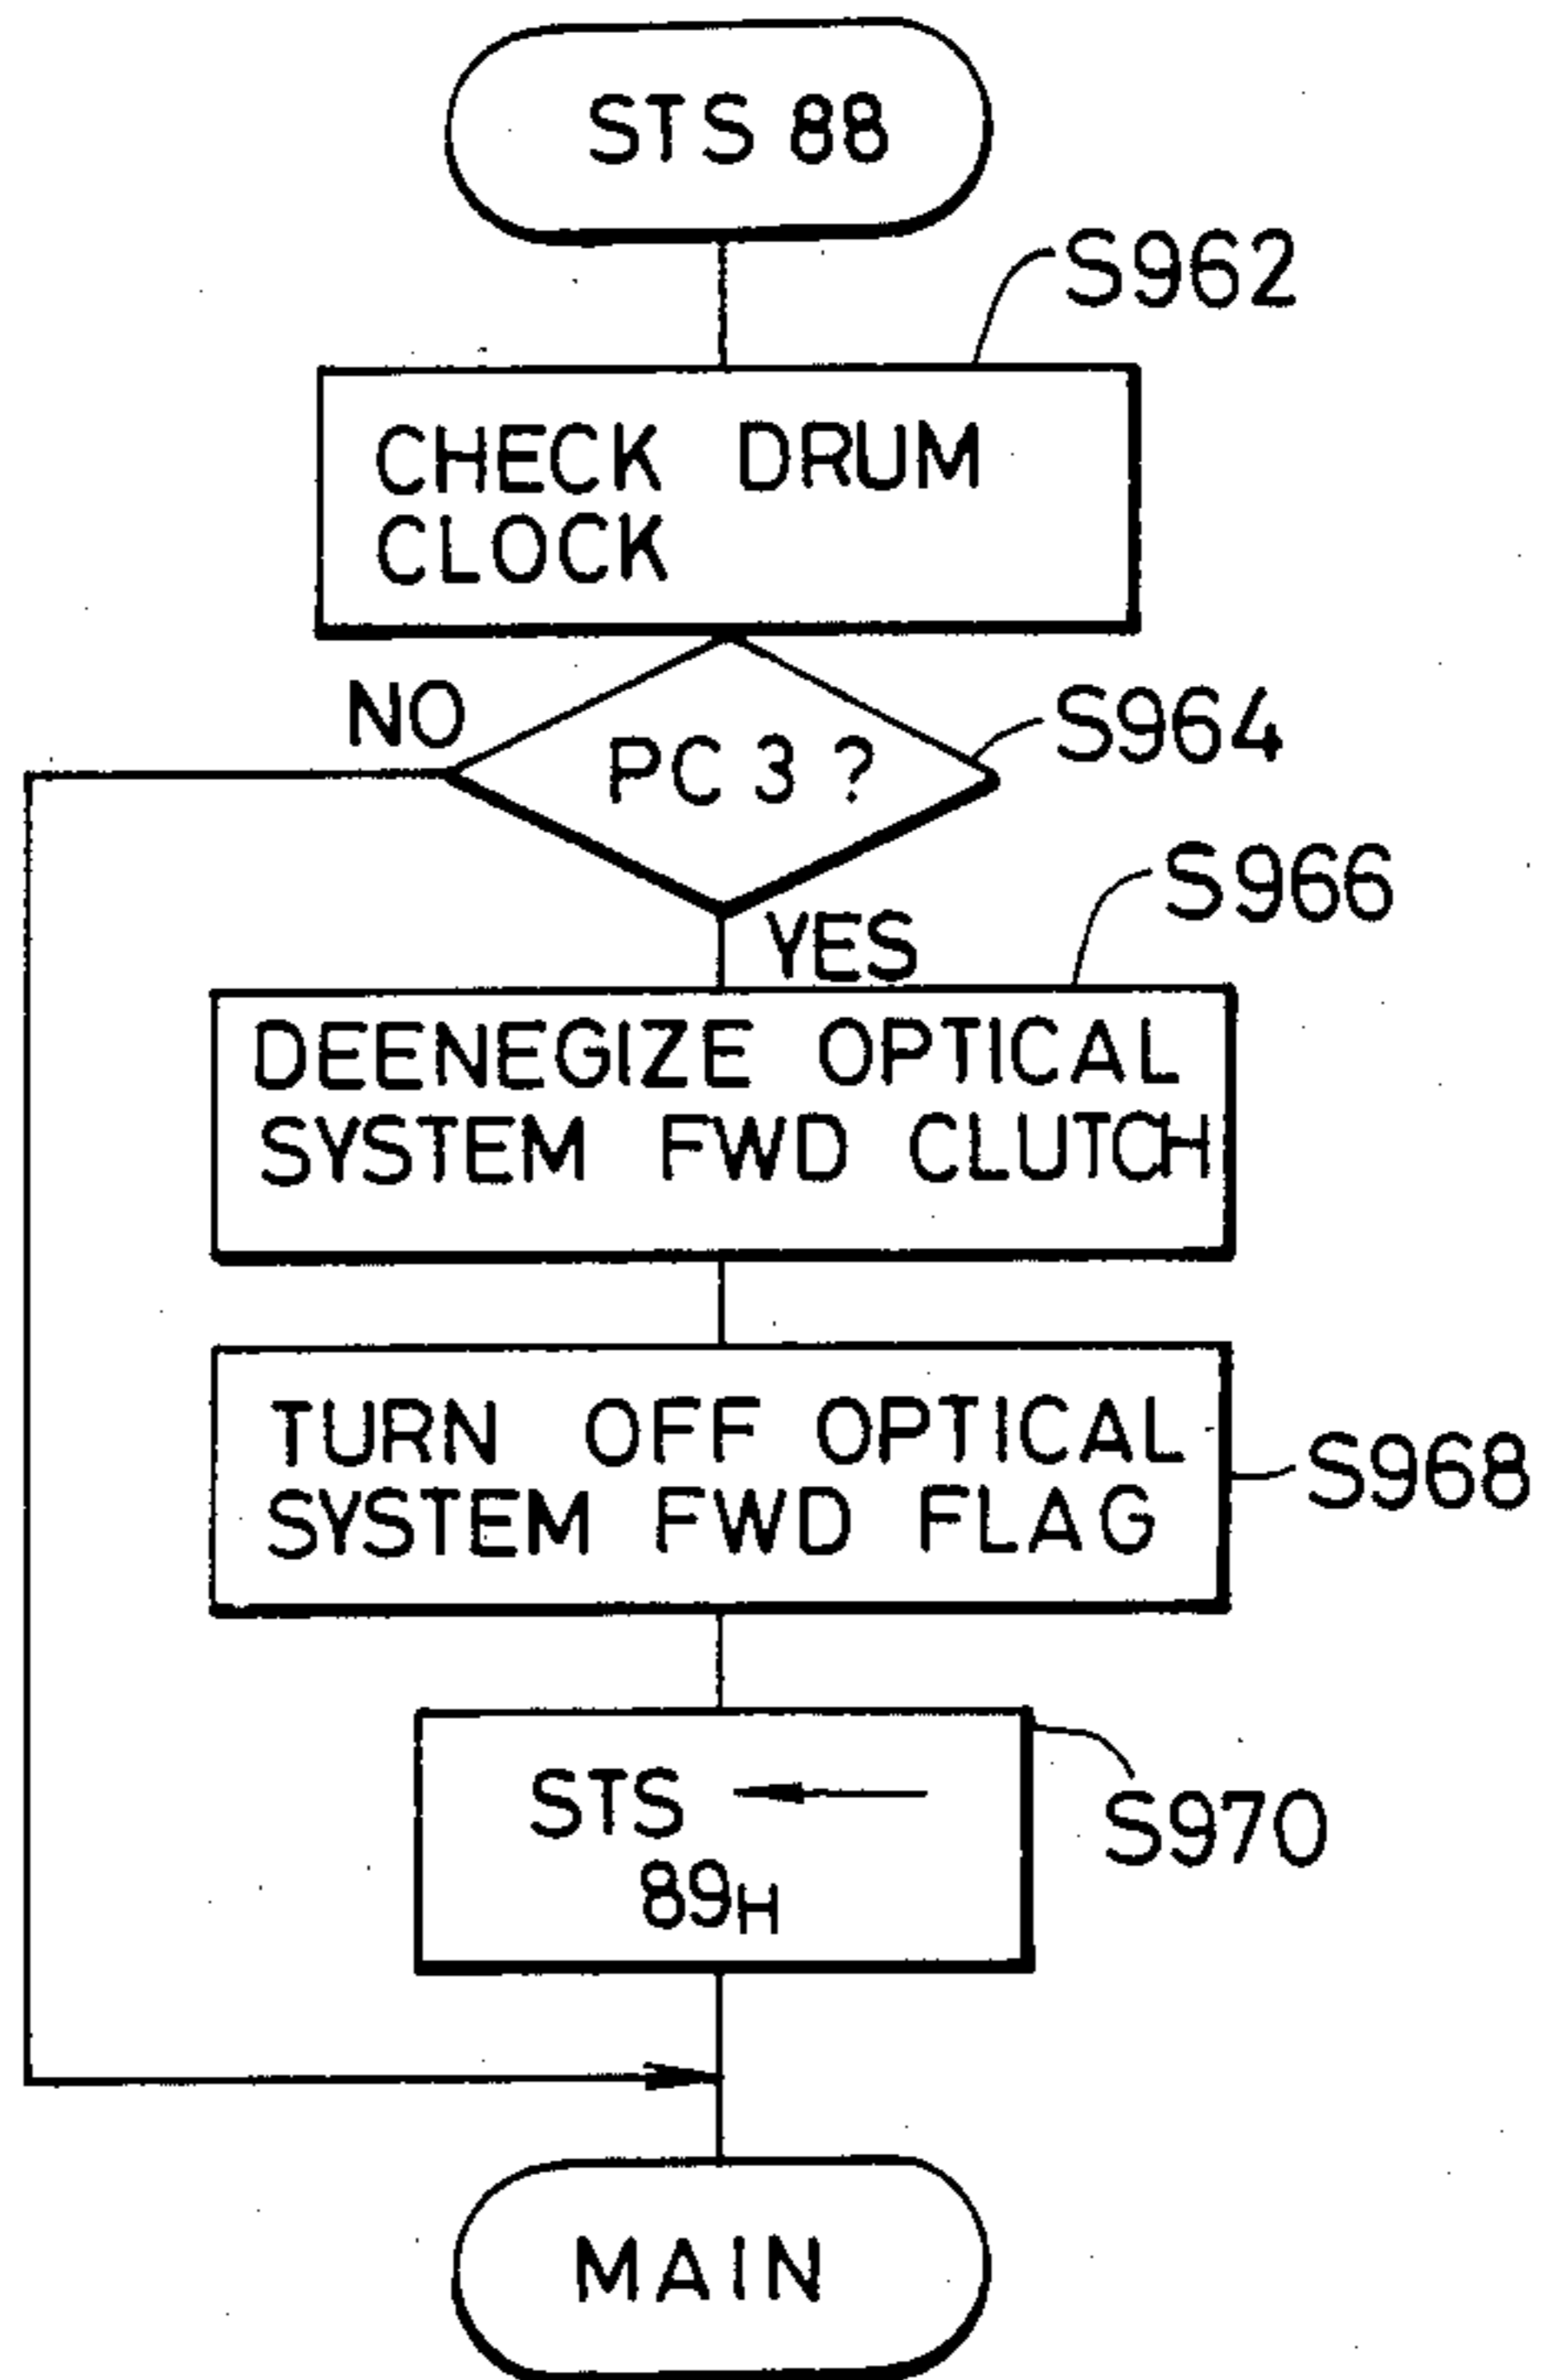 STS 88
S962
CHECK DRUM
CLOCK
NO
PC 3 ?
S964
YES
S966
DEENEGIZE OPTICAL
SYSTEM FWD CLUTCH
TURN OFF OPTICAL
SYSTEM FWD FLAG
S968
STS ←
89H
S970
MAIN